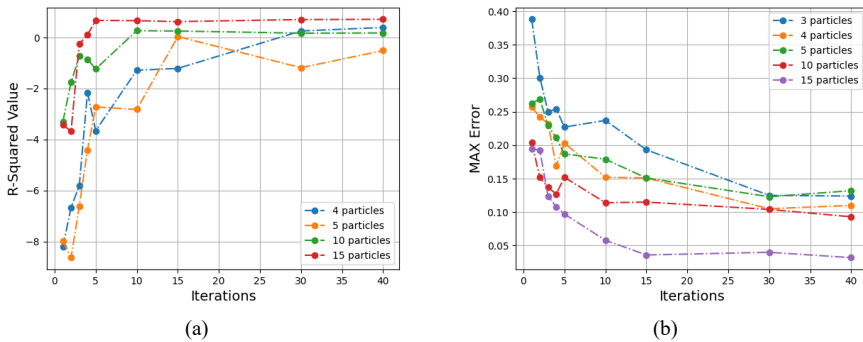 0
−2
−4
−6
−8
R-Squared Value
0 5 10 15 20 25 30 35 40
Iterations
4 particles
5 particles
10 particles
15 particles
(a)
0.40
0.35
0.30
0.25
0.20
0.15
0.10
0.05
MAX Error
0 5 10 15 20 25 30 35 40
Iterations
3 particles
4 particles
5 particles
10 particles
15 particles
(b)